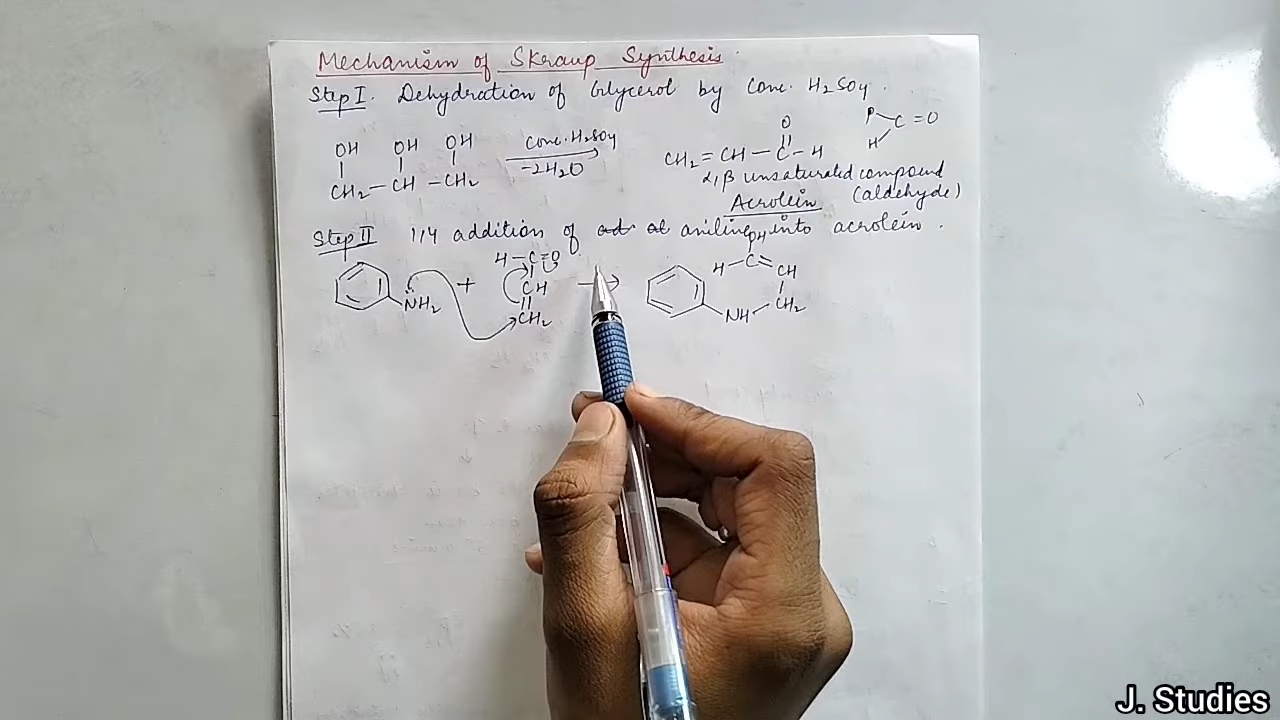 Mechanism of Skraup Synthesis
Step I. Dehydration of Glycerol by Conc. H2SO4.
OH OH OH
CH2 - CH - CH2
Conc. H2SO4
-2H2O
O
CH2 = CH - C - H
R C = O
H
α,β unsaturated compound
Acrolein (aldehyde)
Step II 1,4 addition of aniline into acrolein.
NH2
+
H - C = O
CH
CH2
OH
H - C = CH
CH2
NH
J. Studies